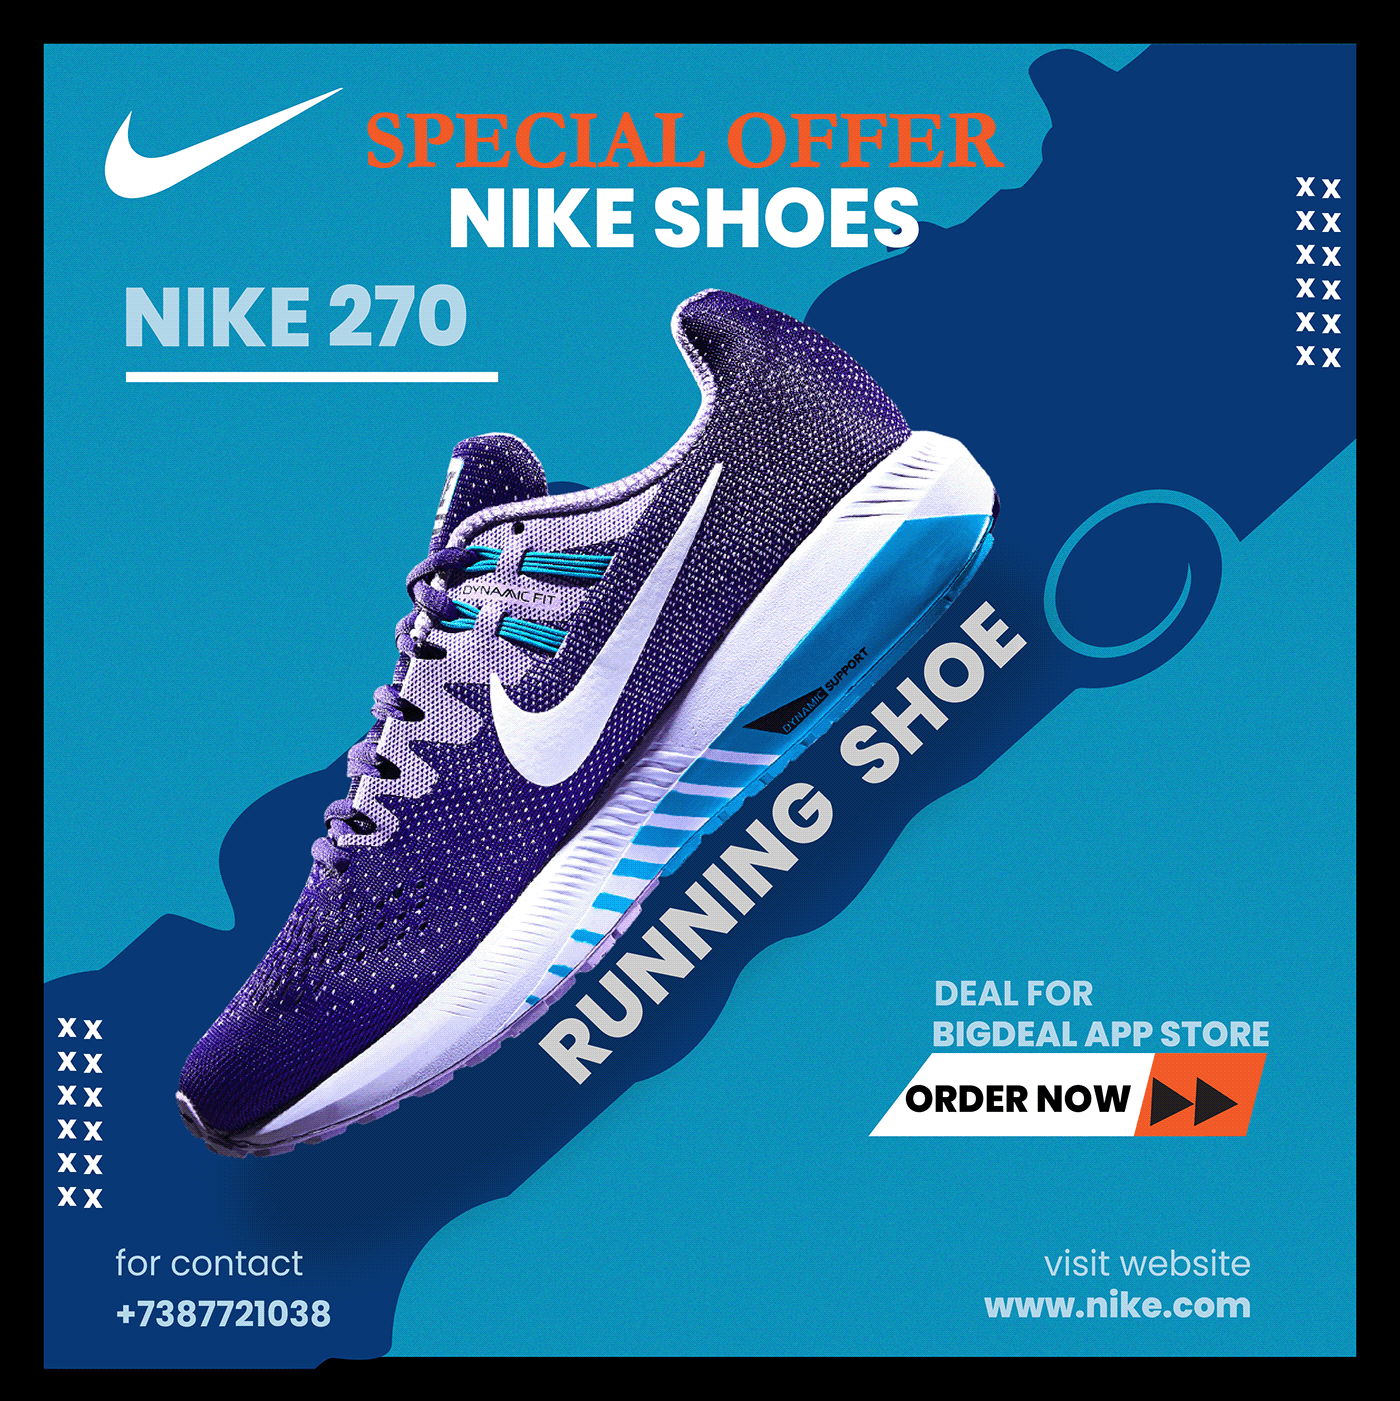 SPECIAL OFFER
NIKE SHOES
NIKE 270
X X
X X
X X
X X
X X
X X
DYNAMIC FIT
DYNAMIC SUPPORT
RUNNING SHOE
DEAL FOR
BIGDEAL APP STORE
ORDER NOW
X X
X X
X X
X X
X X
X X
for contact
+7387721038
visit website
www.nike.com